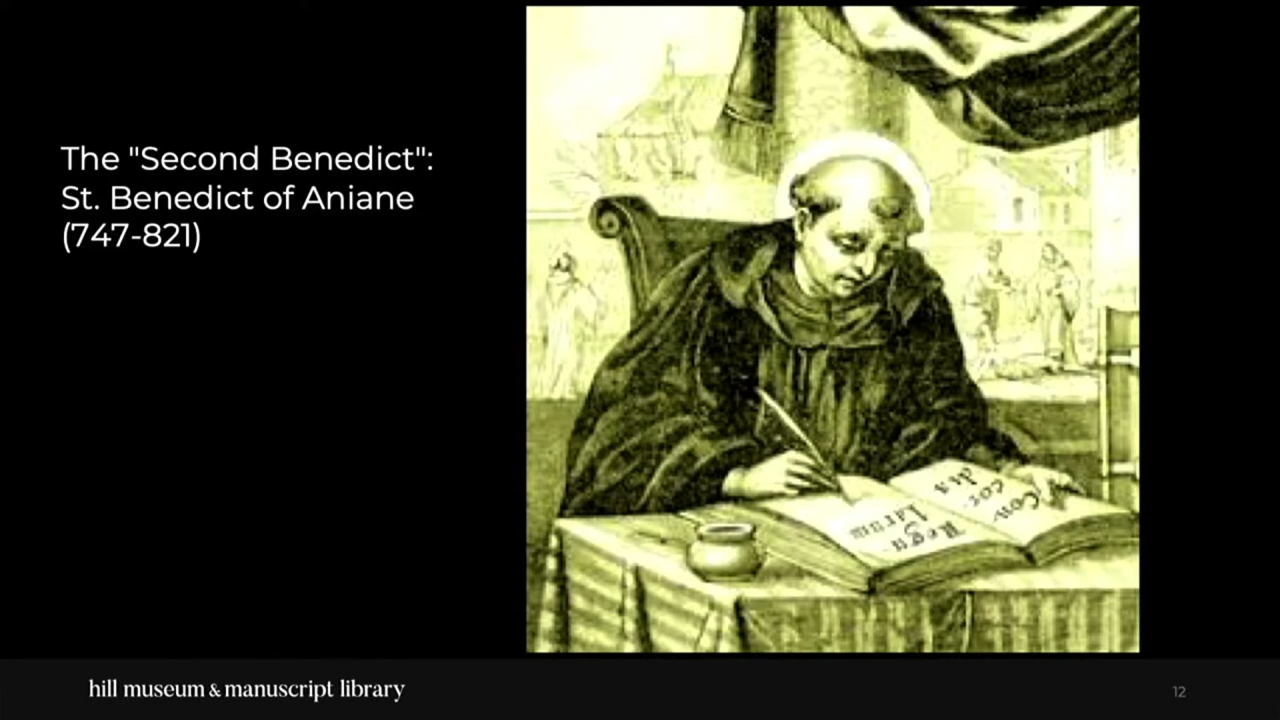 The "Second Benedict":
St. Benedict of Aniane
(747-821)
Con
cor
dia
Regu
larum
hill museum & manuscript library
12